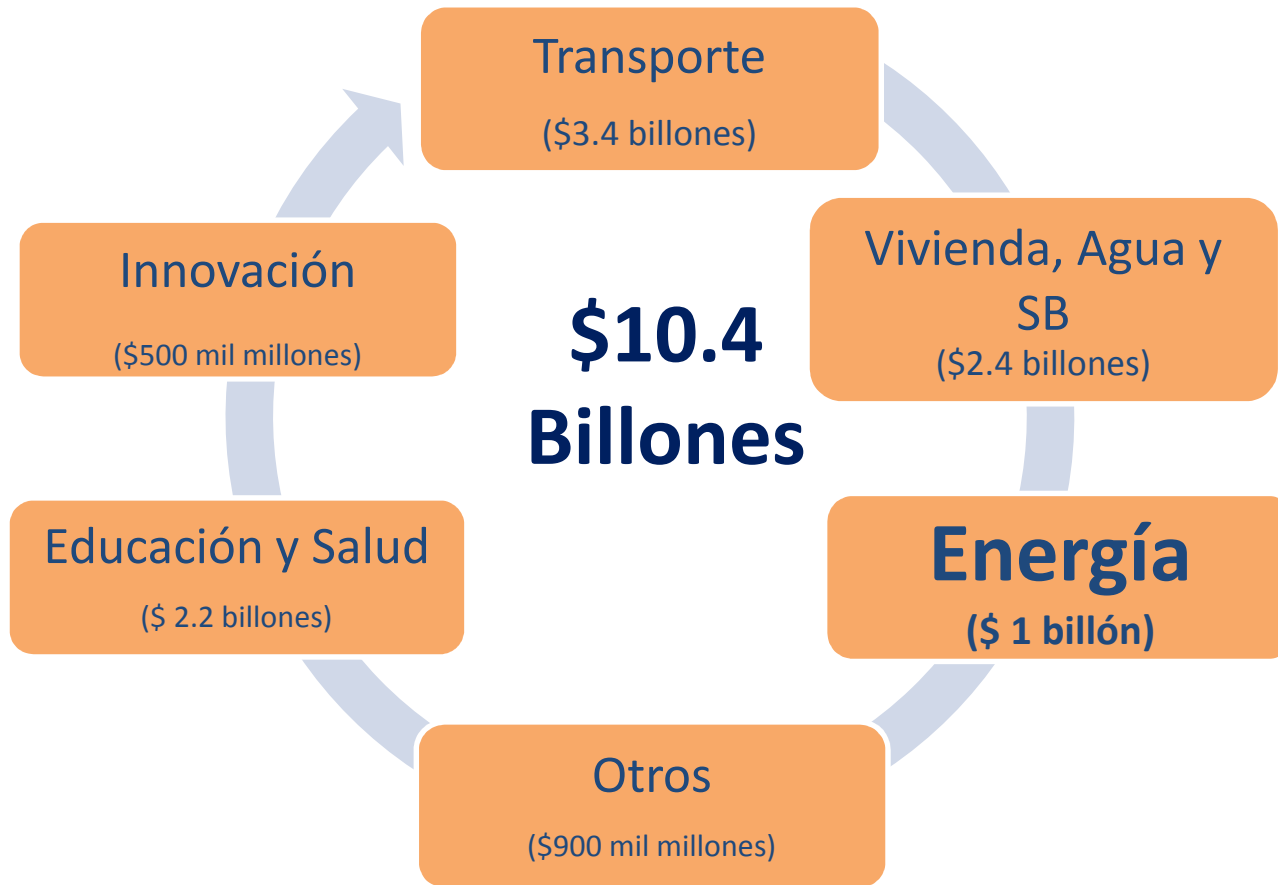 Transporte
($3.4 billones)
Vivienda, Agua y
SB
($2.4 billones)
Energía
($ 1 billón)
Otros
($900 mil millones)
Educación y Salud
($ 2.2 billones)
Innovación
($500 mil millones)
$10.4
Billones